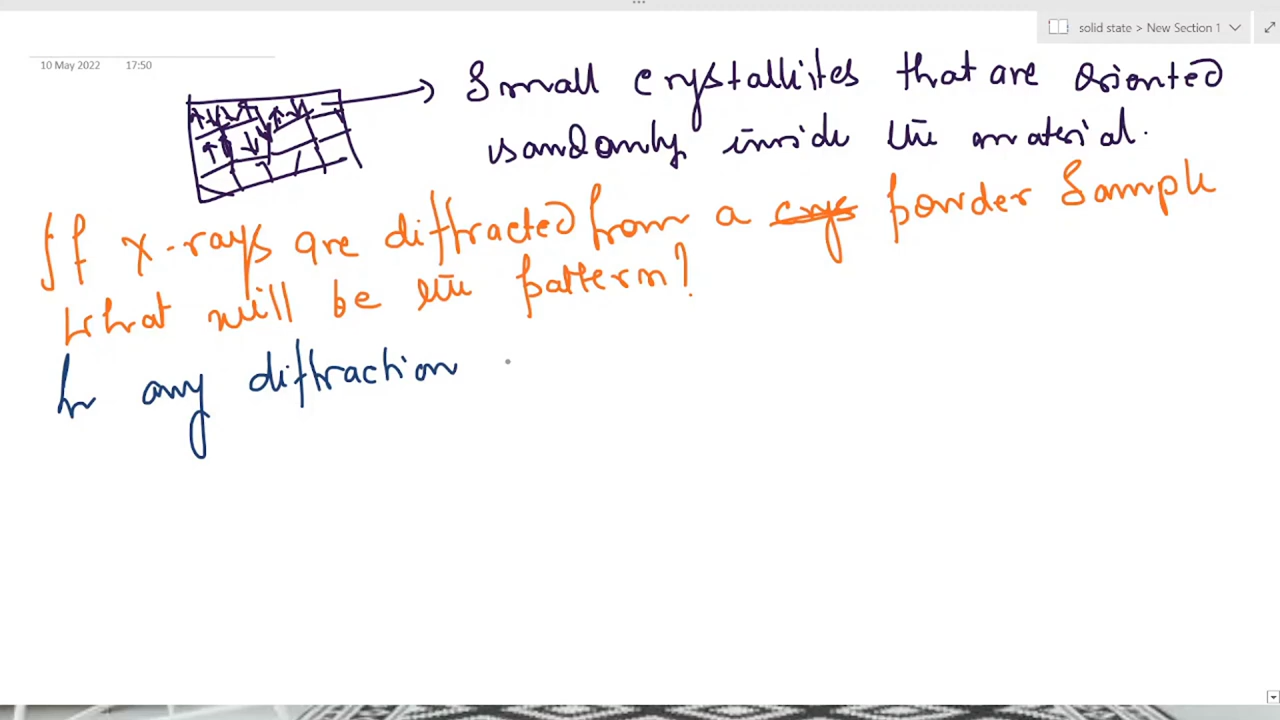 solid state > New Section 1
10 May 2022 17:50
Small crystallites that are oriented
randomly inside the material.
If x-rays are diffracted from a crys powder sample
what will be the pattern?
In any diffraction